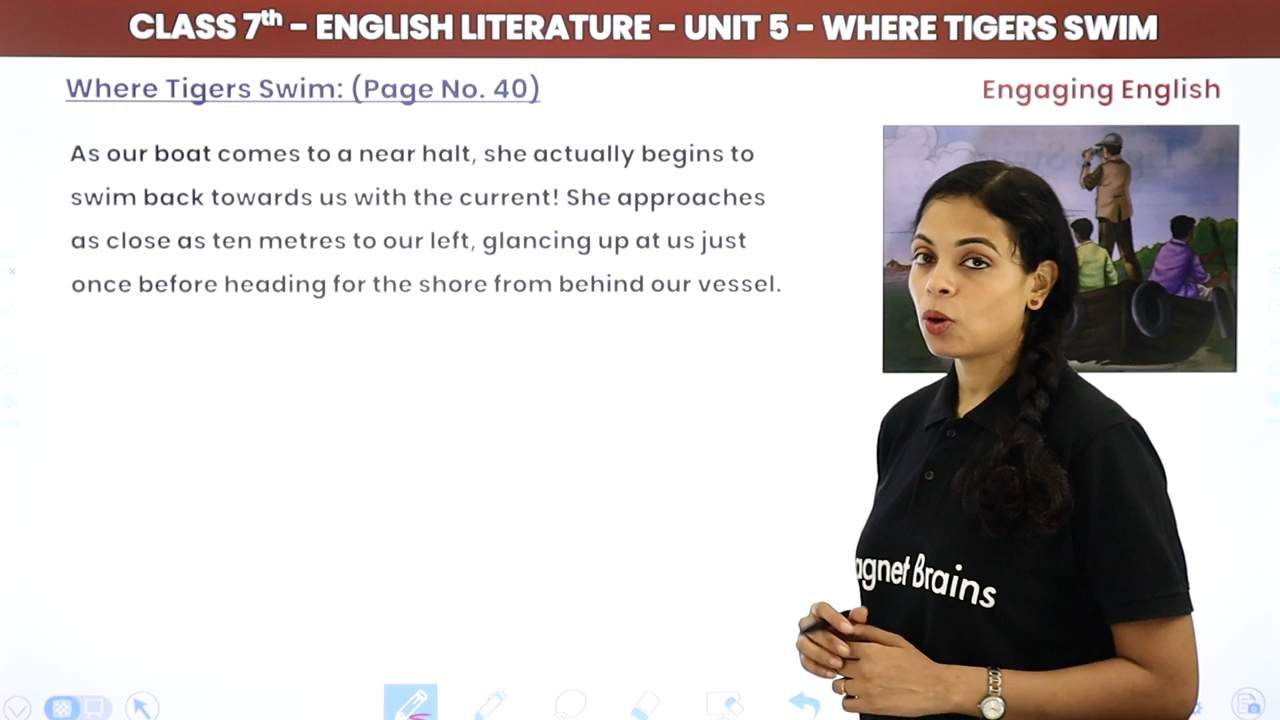 CLASS 7th – ENGLISH LITERATURE – UNIT 5 – WHERE TIGERS SWIM
Where Tigers Swim: (Page No. 40)
Engaging English
As our boat comes to a near halt, she actually begins to
swim back towards us with the current! She approaches
as close as ten metres to our left, glancing up at us just
once before heading for the shore from behind our vessel.
agnet Brains